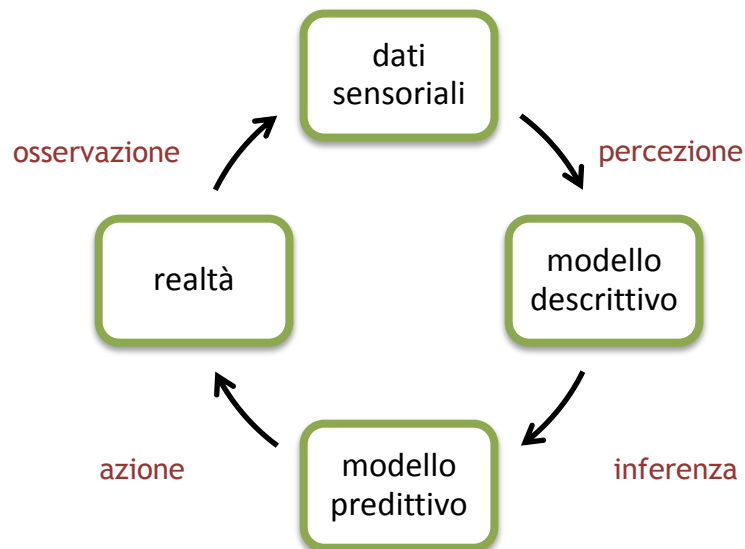 dati
sensoriali
osservazione
percezione
realtà
modello
descrittivo
azione
modello
predittivo
inferenza